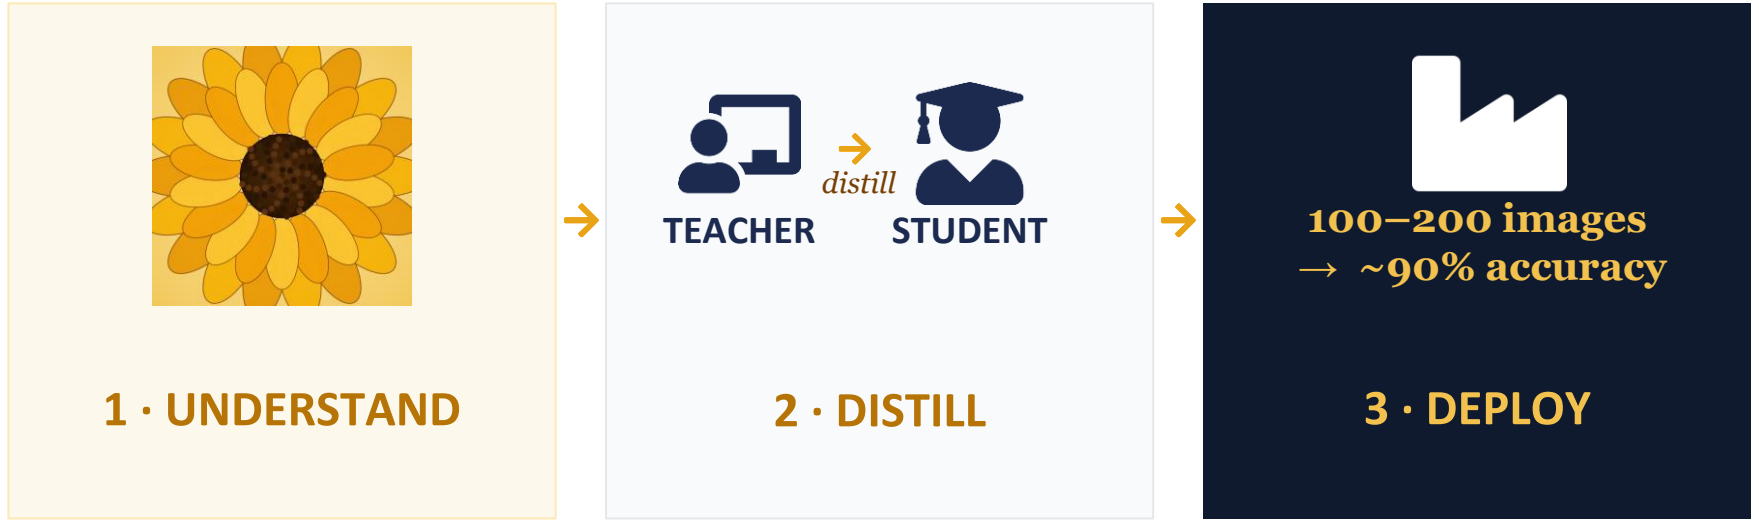 1 · UNDERSTAND
distill
TEACHER
STUDENT
2 · DISTILL
100–200 images
→ ~90% accuracy
3 · DEPLOY